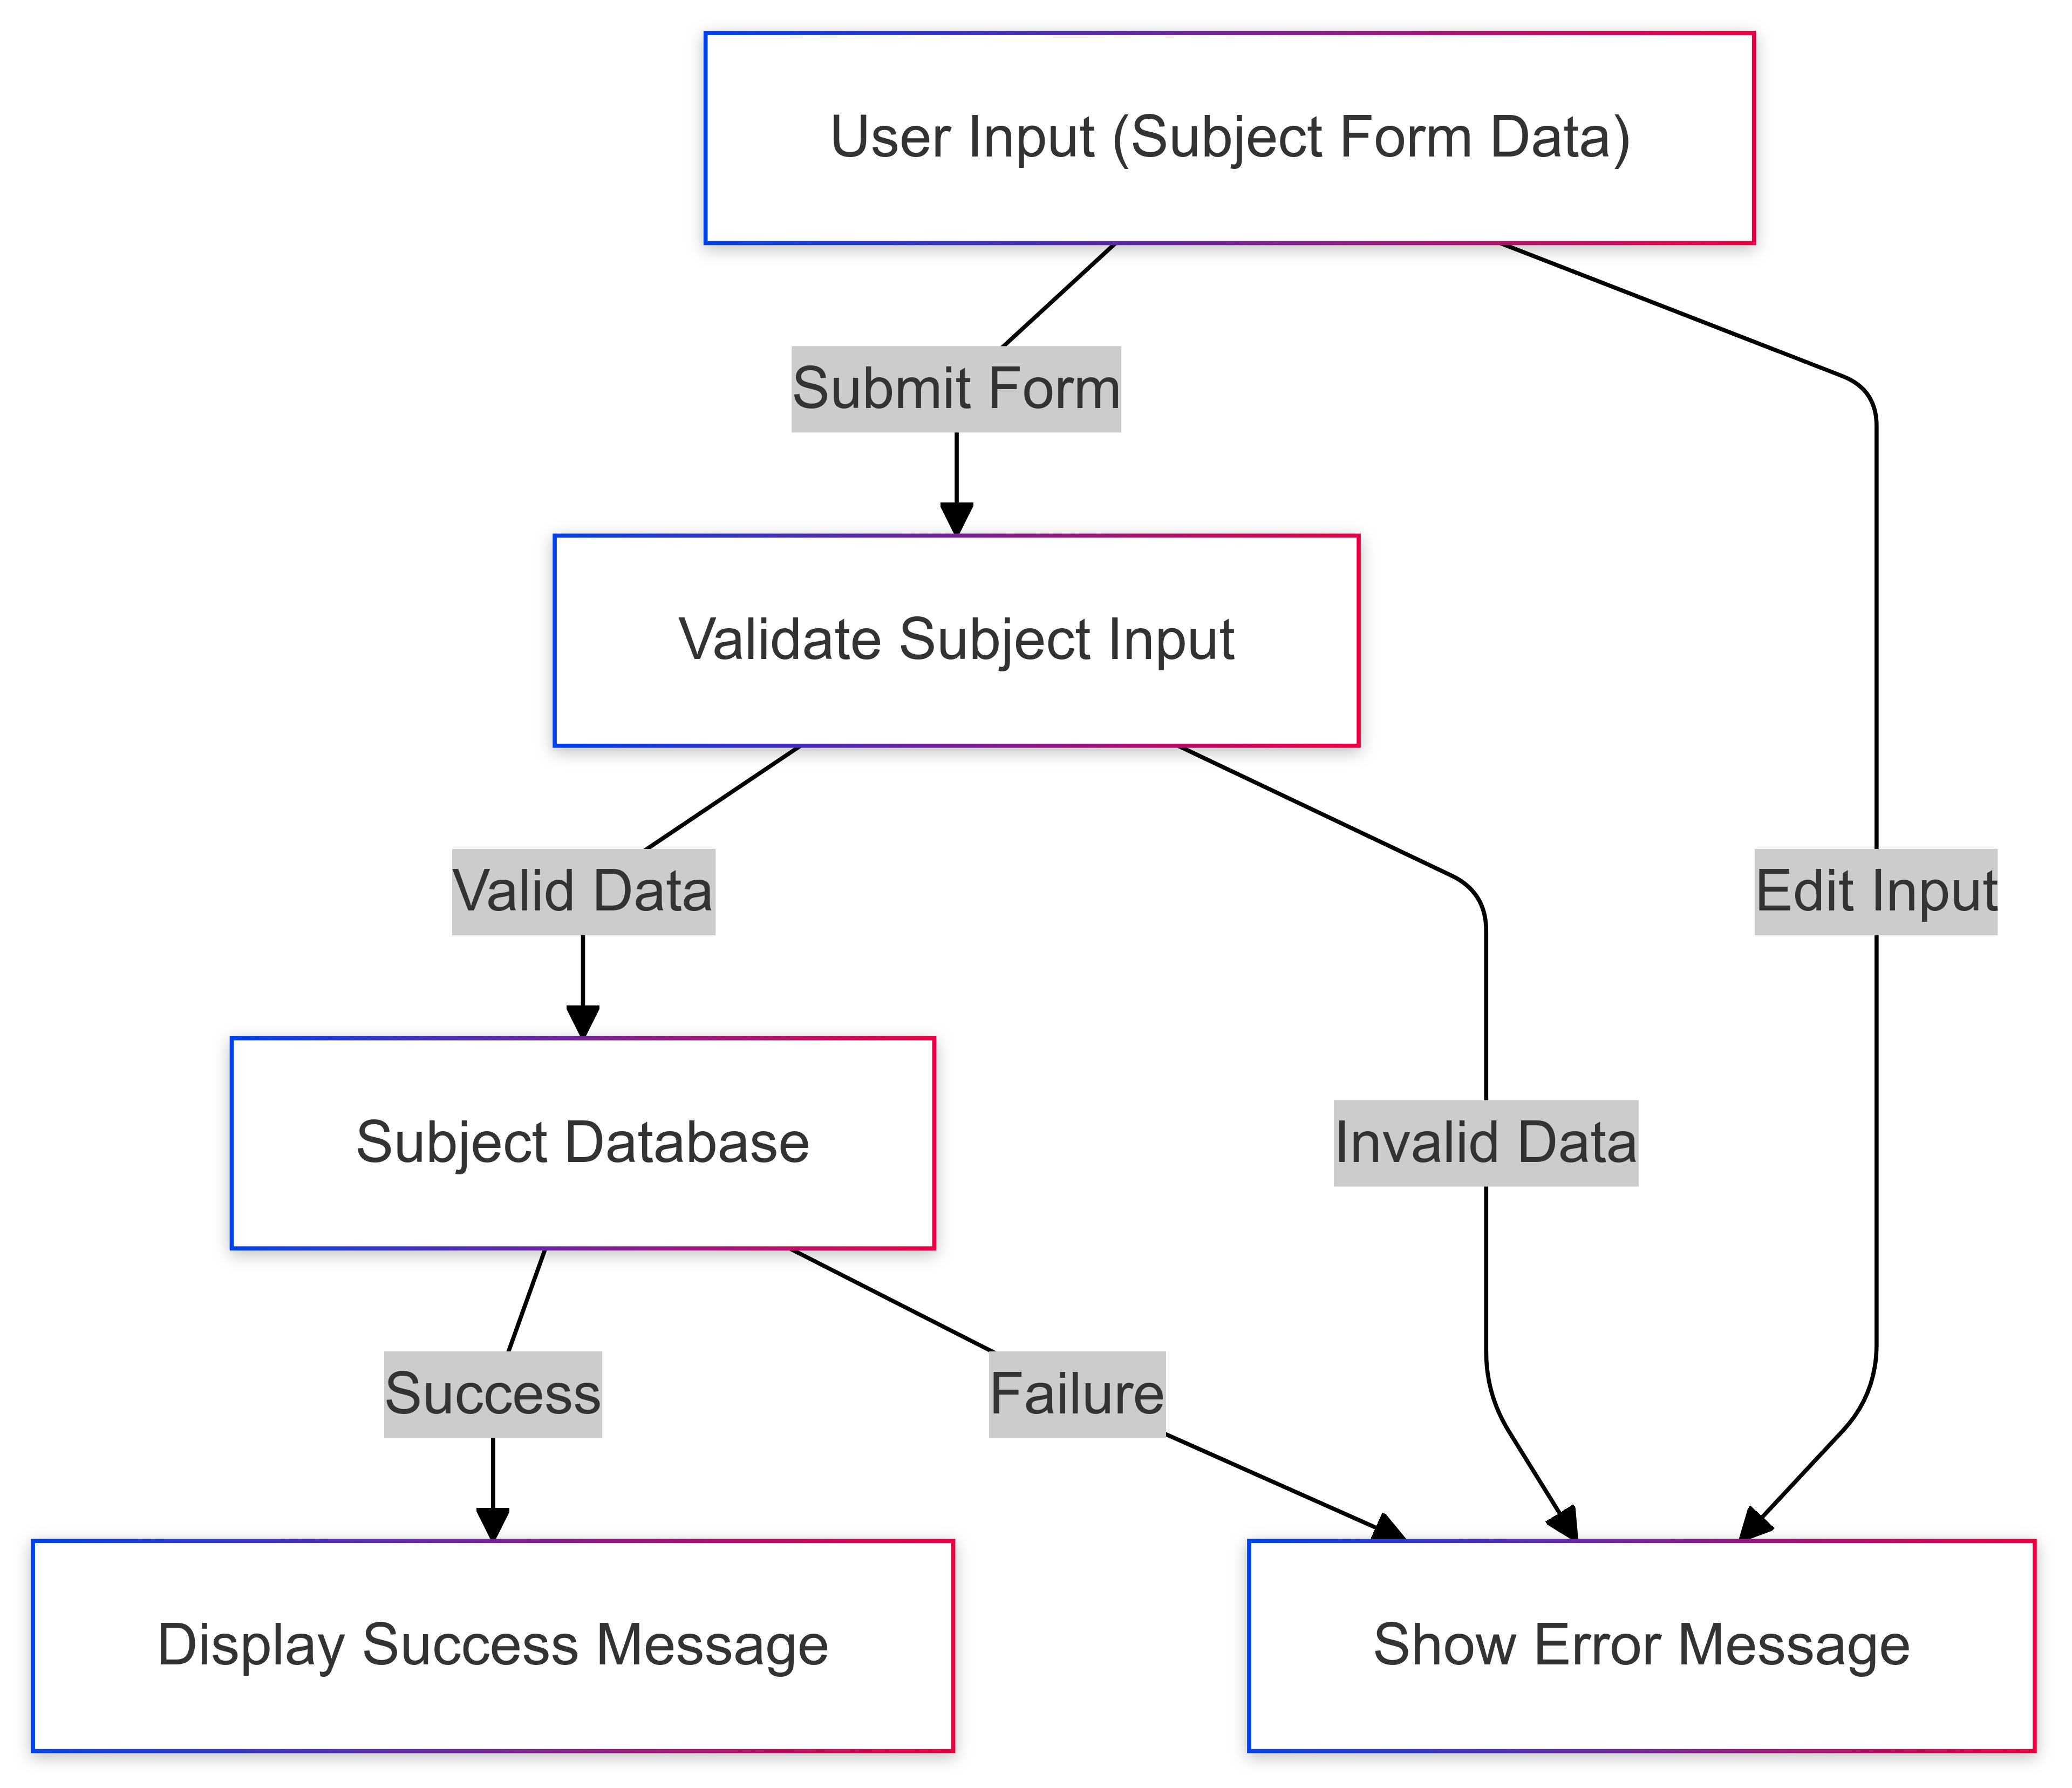 User Input (Subject Form Data)
Submit Form
Validate Subject Input
Valid Data
Edit Input
Subject Database
Invalid Data
Success
Failure
Display Success Message
Show Error Message